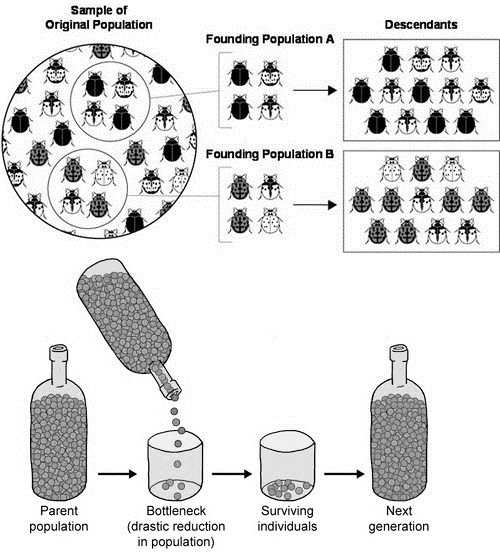 Sample of
Original Population
Founding Population A
Descendants
Founding Population B
Parent
population
Bottleneck
(drastic reduction
in population)
Surviving
individuals
Next
generation